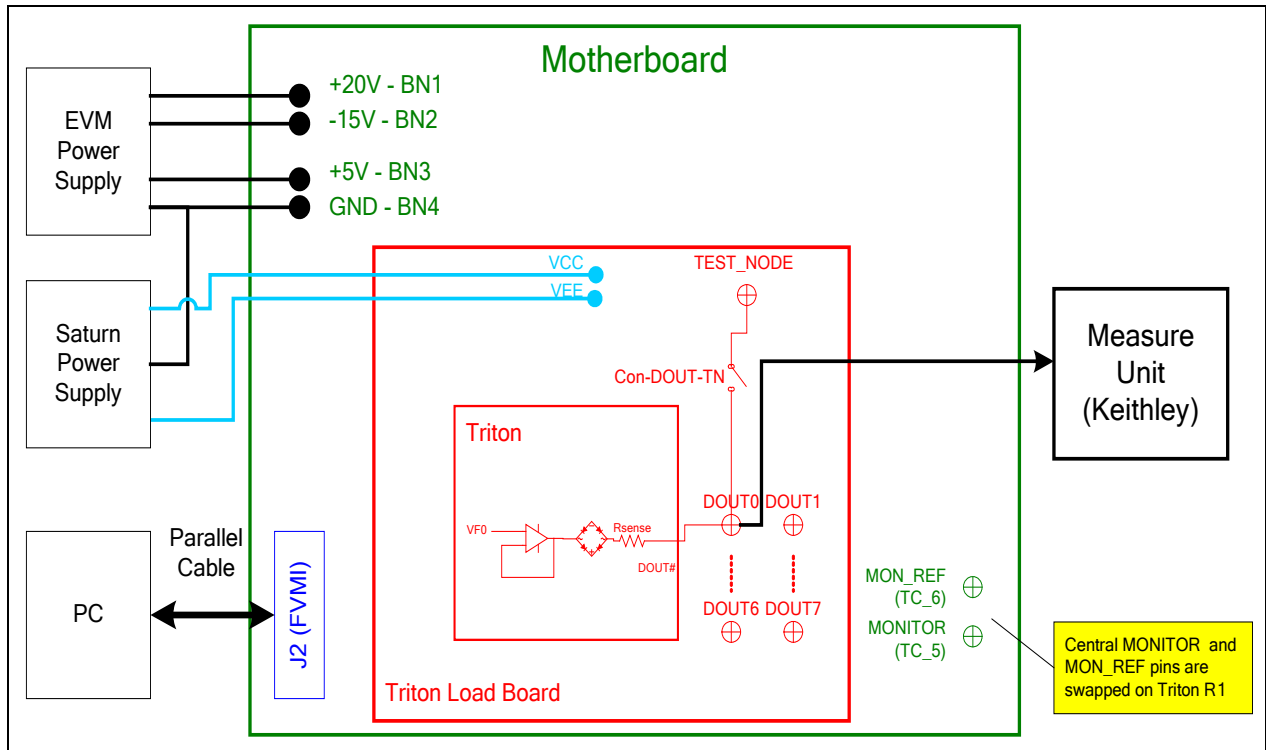 Motherboard
EVM
Power
Supply
+20V - BN1
-15V - BN2
+5V - BN3
GND - BN4
Saturn
Power
Supply
VCC
VEE
TEST_NODE
Con-DOUT-TN
Measure
Unit
(Keithley)
Triton
VF0
Rsense
DOUT#
DOUT0 DOUT1
DOUT6 DOUT7
Triton Load Board
PC
Parallel
Cable
J2 (FVMI)
MON_REF
(TC_6)
MONITOR
(TC_5)
Central MONITOR and
MON_REF pins are
swapped on Triton R1